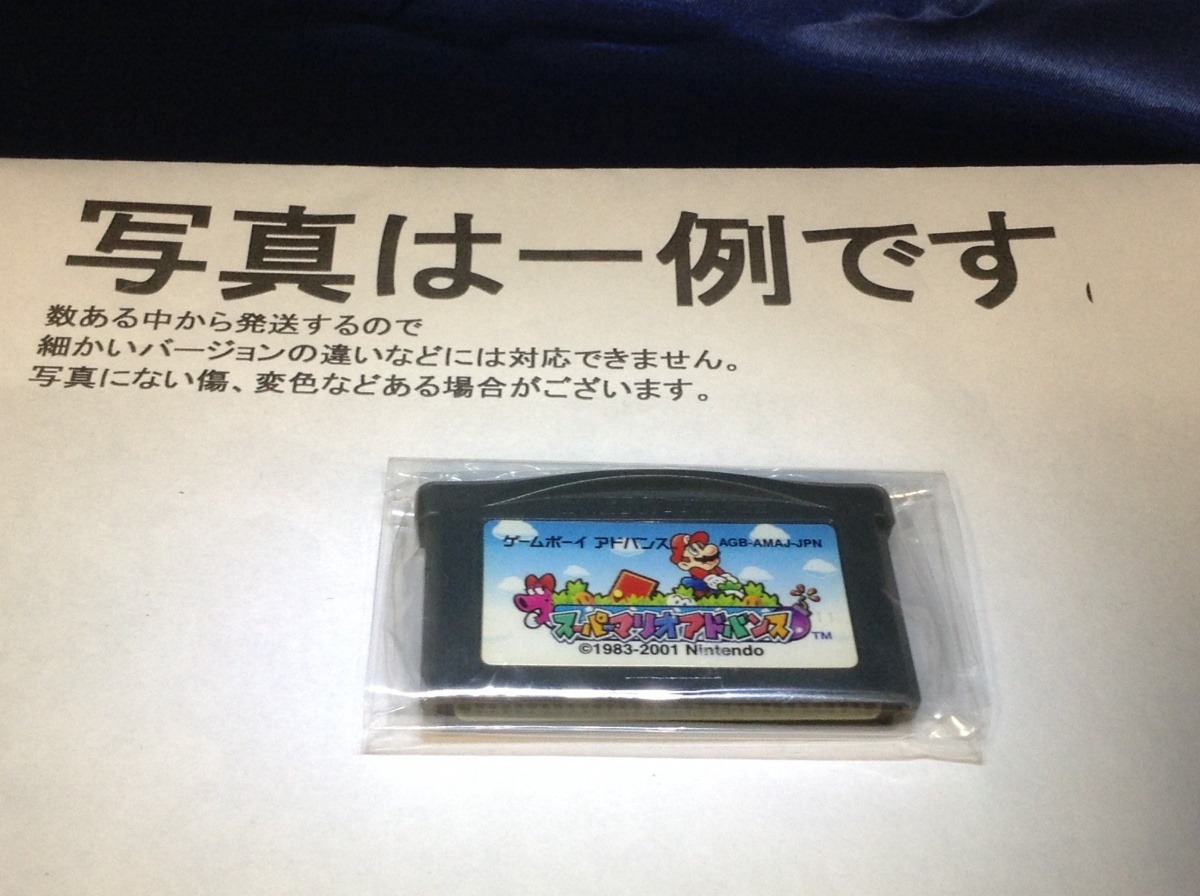 写真は一例です。
数ある中から発送するので
細かいバージョンの違いなどには対応できません。
写真にない傷、変色などある場合がございます。
ゲームボーイ アドバンス AGB-AMAJ-JPN
スーパーマリオアドバンス TM
©1983-2001 Nintendo